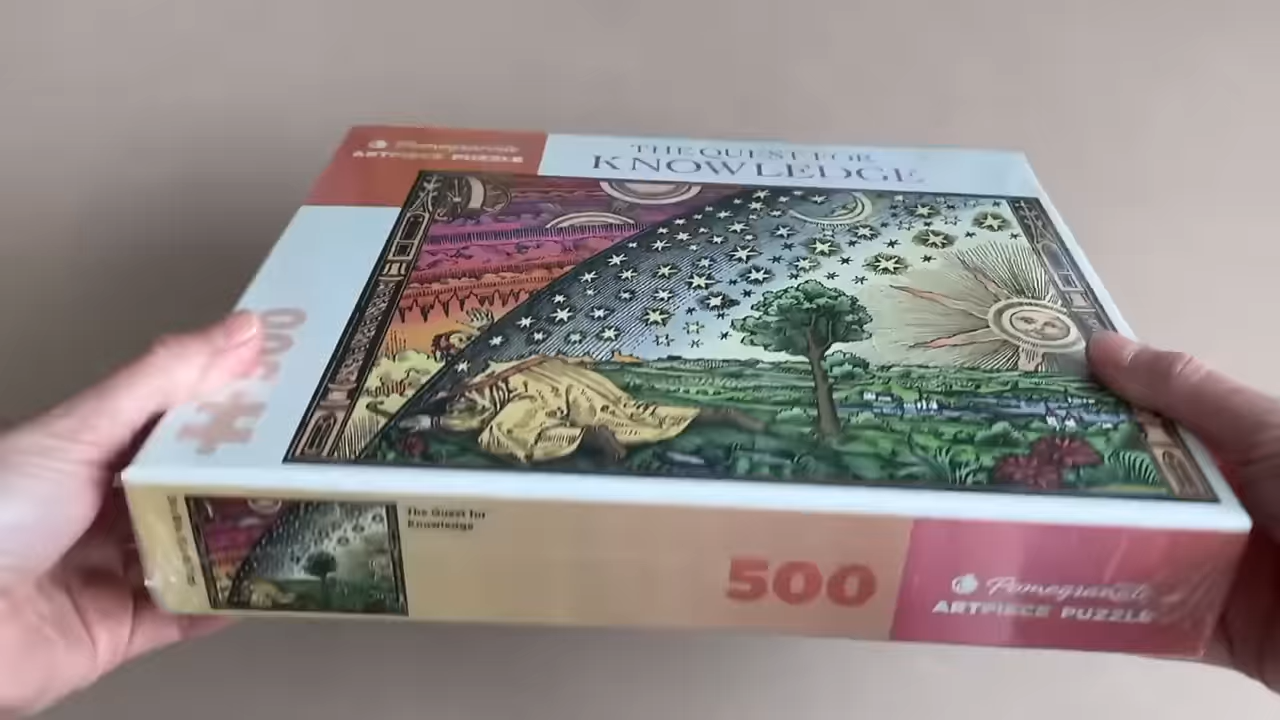 Pomegranate
ARTPIECE PUZZLE
THE QUEST FOR
KNOWLEDGE
500
The Quest for
Knowledge
500
Pomegranate
ARTPIECE PUZZLE